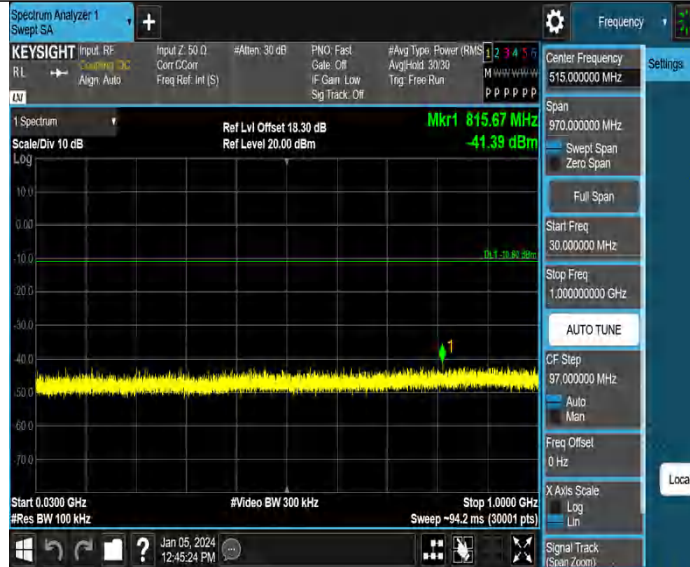 Spectrum Analyzer 1
Swept SA
Frequency
KEYSIGHT
RL
Input: RF
Coupling: DC
Align: Auto
Input Z: 50 Ω
Corr CCorr
Freq Ref: Int (S)
#Atten: 30 dB
PNO: Fast
Gate: Off
IF Gain: Low
Sig Track: Off
#Avg Type: Power (RMS
Avg|Hold: 30/30
Trig: Free Run
1 2 3 4 5 6
M W W W W W
P P P P P P
LXI
1 Spectrum
Scale/Div 10 dB
Log
Ref Lvl Offset 18.30 dB
Ref Level 20.00 dBm
Mkr1 815.67 MHz
-41.39 dBm
10.0
0.00
-10.0
-20.0
-30.0
-40.0
-50.0
-60.0
-70.0
1
Start 0.0300 GHz
#Res BW 100 kHz
#Video BW 300 kHz
Stop 1.0000 GHz
Sweep ~94.2 ms (30001 pts)
Jan 05, 2024
12:45:24 PM
Center Frequency
515.000000 MHz
Span
970.000000 MHz
Swept Span
Zero Span
Full Span
Start Freq
30.000000 MHz
Stop Freq
1.000000000 GHz
AUTO TUNE
CF Step
97.000000 MHz
Auto
Man
Freq Offset
0 Hz
X Axis Scale
Log
Lin
Signal Track
(Span Zoom)
Settings
Loca